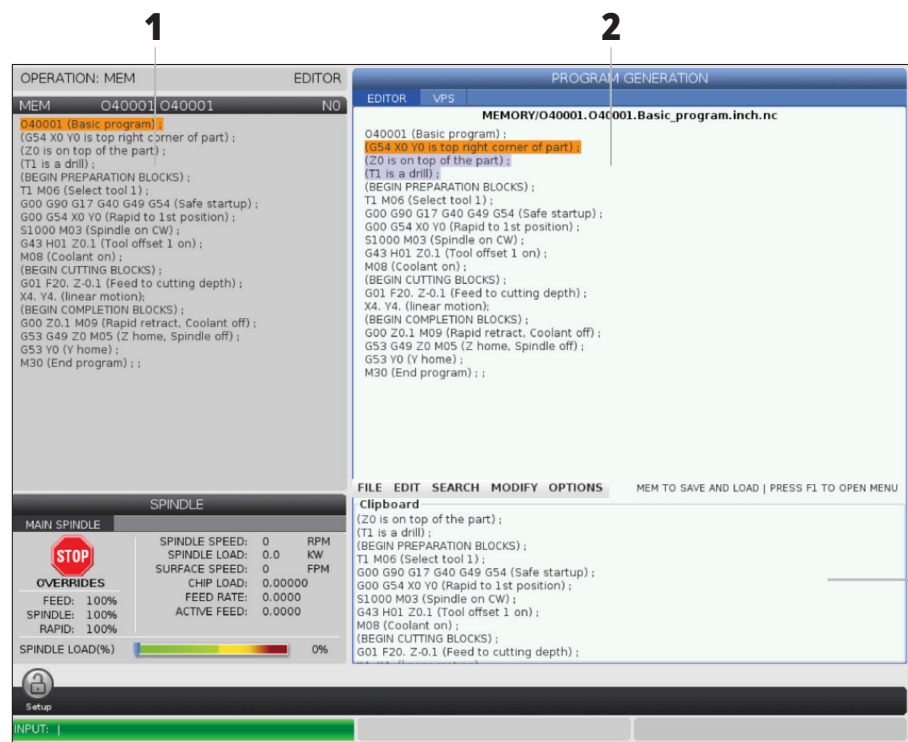 1
2
OPERATION: MEM EDITOR
MEM O40001 O40001 N0
O40001 (Basic program) ;
(G54 X0 Y0 is top right corner of part) ;
(Z0 is on top of the part) ;
(T1 is a drill) ;
(BEGIN PREPARATION BLOCKS) ;
T1 M06 (Select tool 1) ;
G00 G90 G17 G40 G49 G54 (Safe startup) ;
G00 G54 X0 Y0 (Rapid to 1st position) ;
S1000 M03 (Spindle on CW) ;
G43 H01 Z0.1 (Tool offset 1 on) ;
M08 (Coolant on) ;
(BEGIN CUTTING BLOCKS) ;
G01 F20. Z-0.1 (Feed to cutting depth) ;
X4. Y4. (linear motion);
(BEGIN COMPLETION BLOCKS) ;
G00 Z0.1 M09 (Rapid retract, Coolant off) ;
G53 G49 Z0 M05 (Z home, Spindle off) ;
G53 Y0 (Y home) ;
M30 (End program) ; ;
PROGRAM GENERATION
EDITOR VPS
MEMORY/O40001.O40001.Basic_program.inch.nc
O40001 (Basic program) ;
(G54 X0 Y0 is top right corner of part) ;
(Z0 is on top of the part) ;
(T1 is a drill) ;
(BEGIN PREPARATION BLOCKS) ;
T1 M06 (Select tool 1) ;
G00 G90 G17 G40 G49 G54 (Safe startup) ;
G00 G54 X0 Y0 (Rapid to 1st position) ;
S1000 M03 (Spindle on CW) ;
G43 H01 Z0.1 (Tool offset 1 on) ;
M08 (Coolant on) ;
(BEGIN CUTTING BLOCKS) ;
G01 F20. Z-0.1 (Feed to cutting depth) ;
X4. Y4. (linear motion);
(BEGIN COMPLETION BLOCKS) ;
G00 Z0.1 M09 (Rapid retract, Coolant off) ;
G53 G49 Z0 M05 (Z home, Spindle off) ;
G53 Y0 (Y home) ;
M30 (End program) ; ;
FILE EDIT SEARCH MODIFY OPTIONS MEM TO SAVE AND LOAD | PRESS F1 TO OPEN MENU
Clipboard
(Z0 is on top of the part) ;
(T1 is a drill) ;
(BEGIN PREPARATION BLOCKS) ;
T1 M06 (Select tool 1) ;
G00 G90 G17 G40 G49 G54 (Safe startup) ;
G00 G54 X0 Y0 (Rapid to 1st position) ;
S1000 M03 (Spindle on CW) ;
G43 H01 Z0.1 (Tool offset 1 on) ;
M08 (Coolant on) ;
(BEGIN CUTTING BLOCKS) ;
G01 F20. Z-0.1 (Feed to cutting depth) ;
SPINDLE
MAIN SPINDLE
STOP
OVERRIDES
FEED: 100%
SPINDLE: 100%
RAPID: 100%
SPINDLE SPEED: 0 RPM
SPINDLE LOAD: 0.0 KW
SURFACE SPEED: 0 FPM
CHIP LOAD: 0.00000
FEED RATE: 0.0000
ACTIVE FEED: 0.0000
SPINDLE LOAD(%) 0%
Setup
INPUT: |